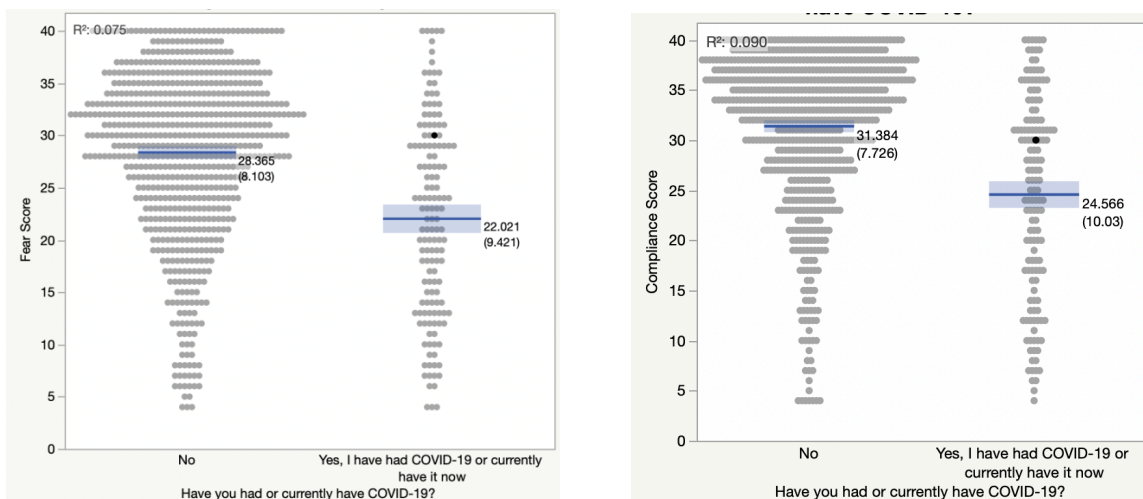 R²: 0.075
40
35
30
25
20
15
10
5
0
Fear Score
28.365
(8.103)
22.021
(9.421)
No
Yes, I have had COVID-19 or currently
have it now
Have you had or currently have COVID-19?
have COVID-19?
R²: 0.090
40
35
30
25
20
15
10
5
0
Compliance Score
31.384
(7.726)
24.566
(10.03)
No
Yes, I have had COVID-19 or
currently have it now
Have you had or currently have COVID-19?